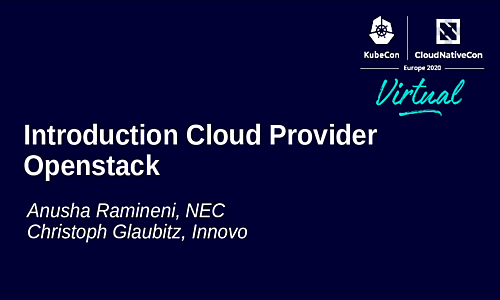 KubeCon
CloudNativeCon
Europe 2020
Virtual
Introduction Cloud Provider
Openstack
Anusha Ramineni, NEC
Christoph Glaubitz, Innovo